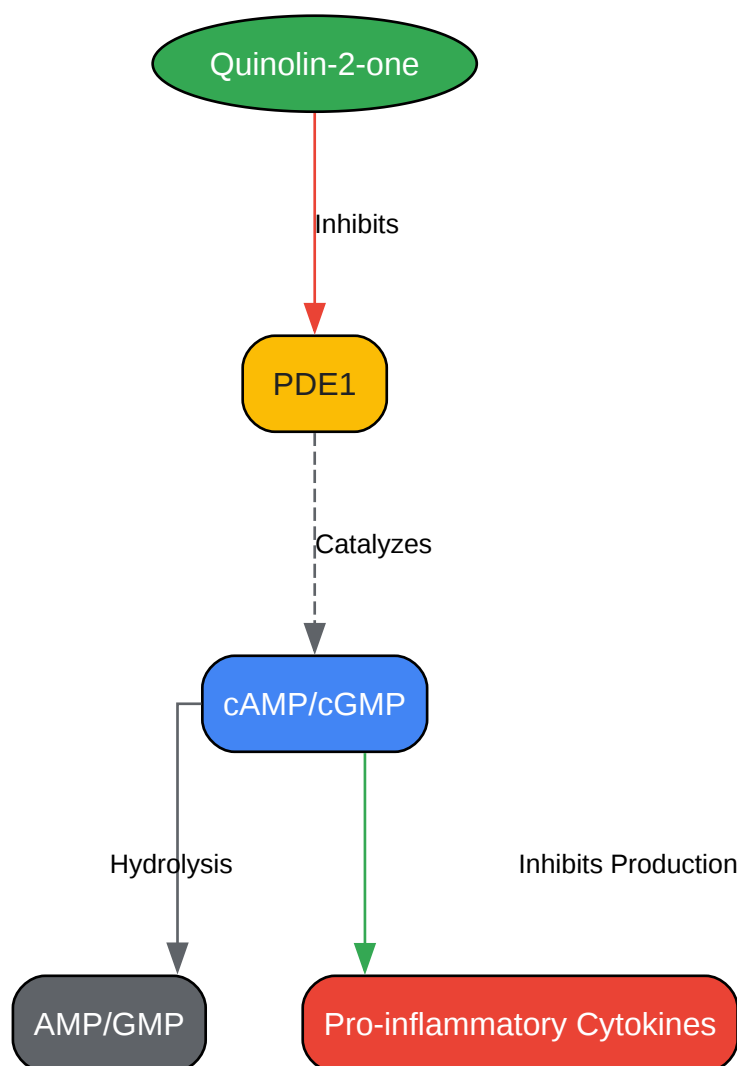 Quinolin-2-one
Inhibits
PDE1
Catalyzes
cAMP/cGMP
Hydrolysis
Inhibits Production
AMP/GMP
Pro-inflammatory Cytokines